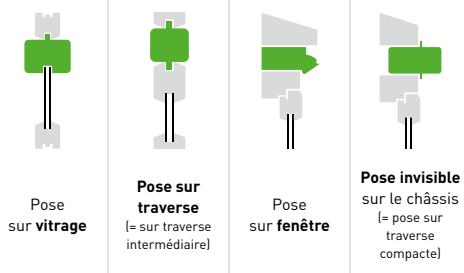 Pose
sur vitrage
Pose sur
traverse
(= sur traverse
intermédiaire)
Pose
sur fenêtre
Pose invisible
sur le châssis
(= pose sur
traverse
compacte)